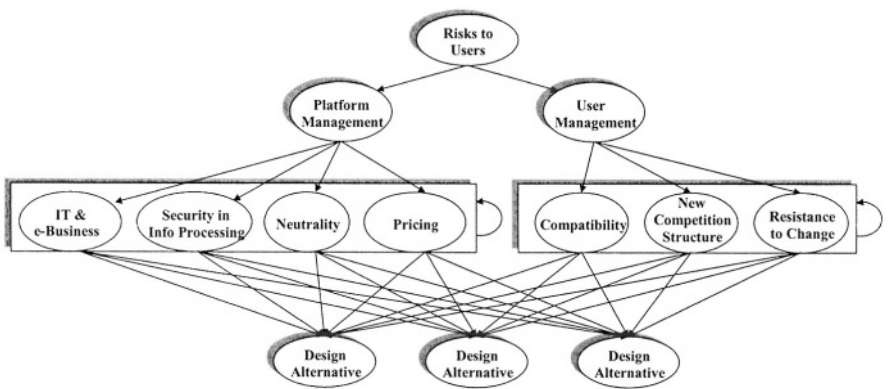 Risks to
Users
Platform
Management
User
Management
IT &
e-Business
Security in
Info Processing
Neutrality
Pricing
Compatibility
New
Competition
Structure
Resistance
to Change
Design
Alternative
Design
Alternative
Design
Alternative